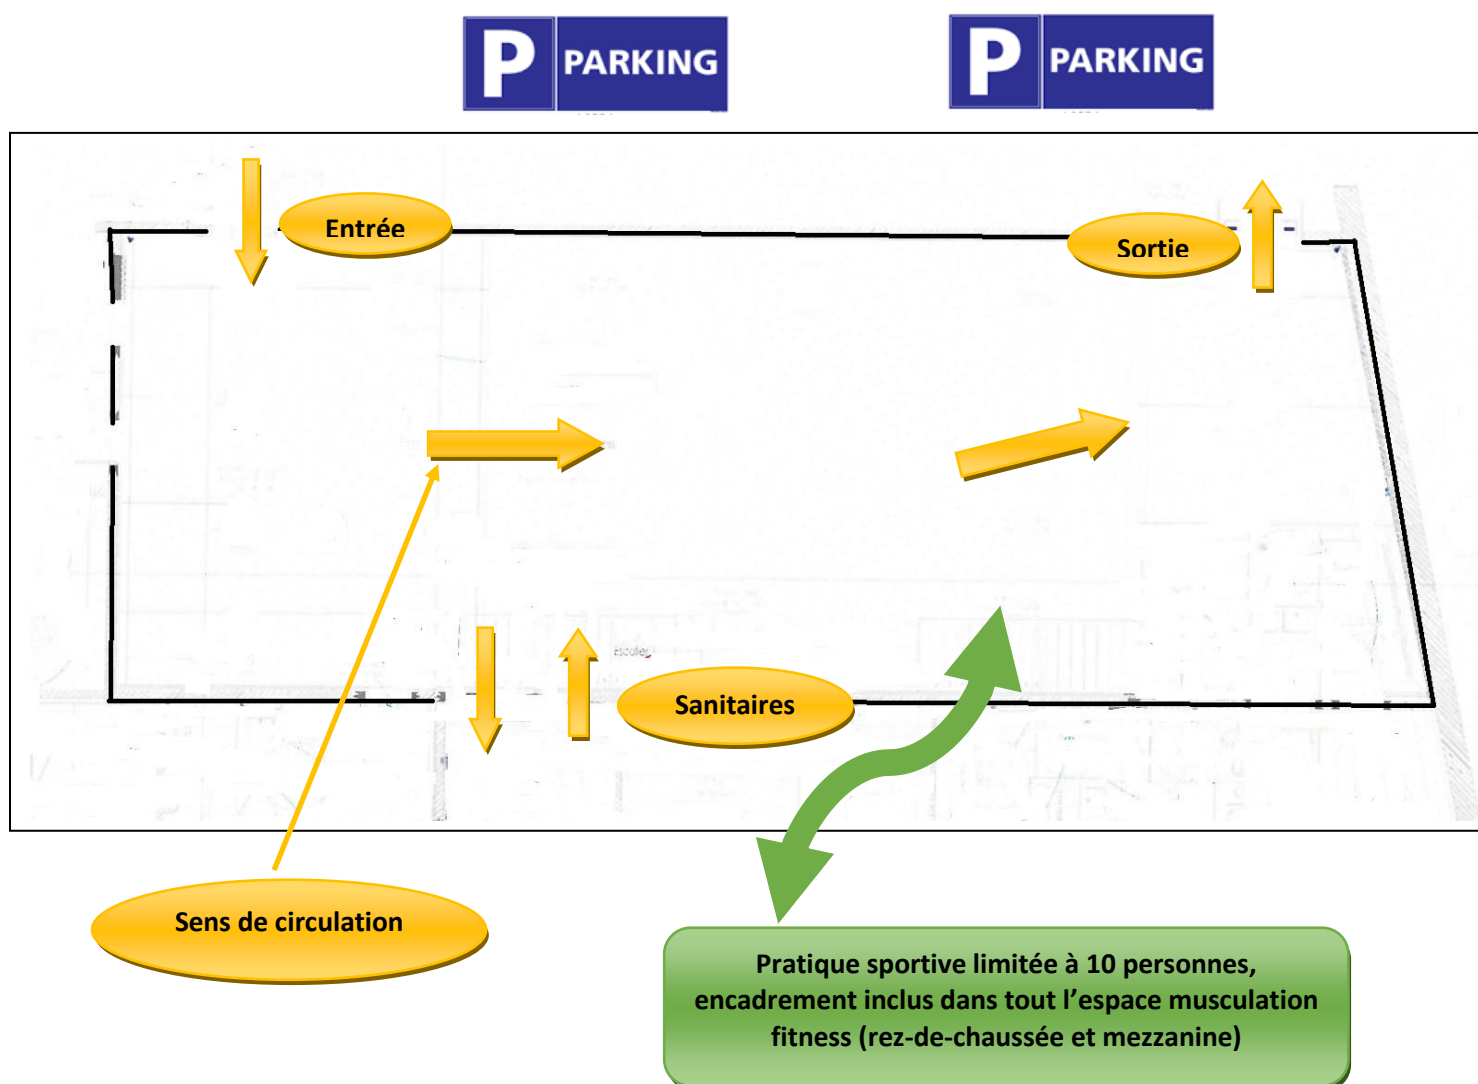 P PARKING
P PARKING
Entrée
Sortie
Escalier
Sanitaires
Sens de circulation
Pratique sportive limitée à 10 personnes,
encadrement inclus dans tout l’espace musculation
fitness (rez-de-chaussée et mezzanine)